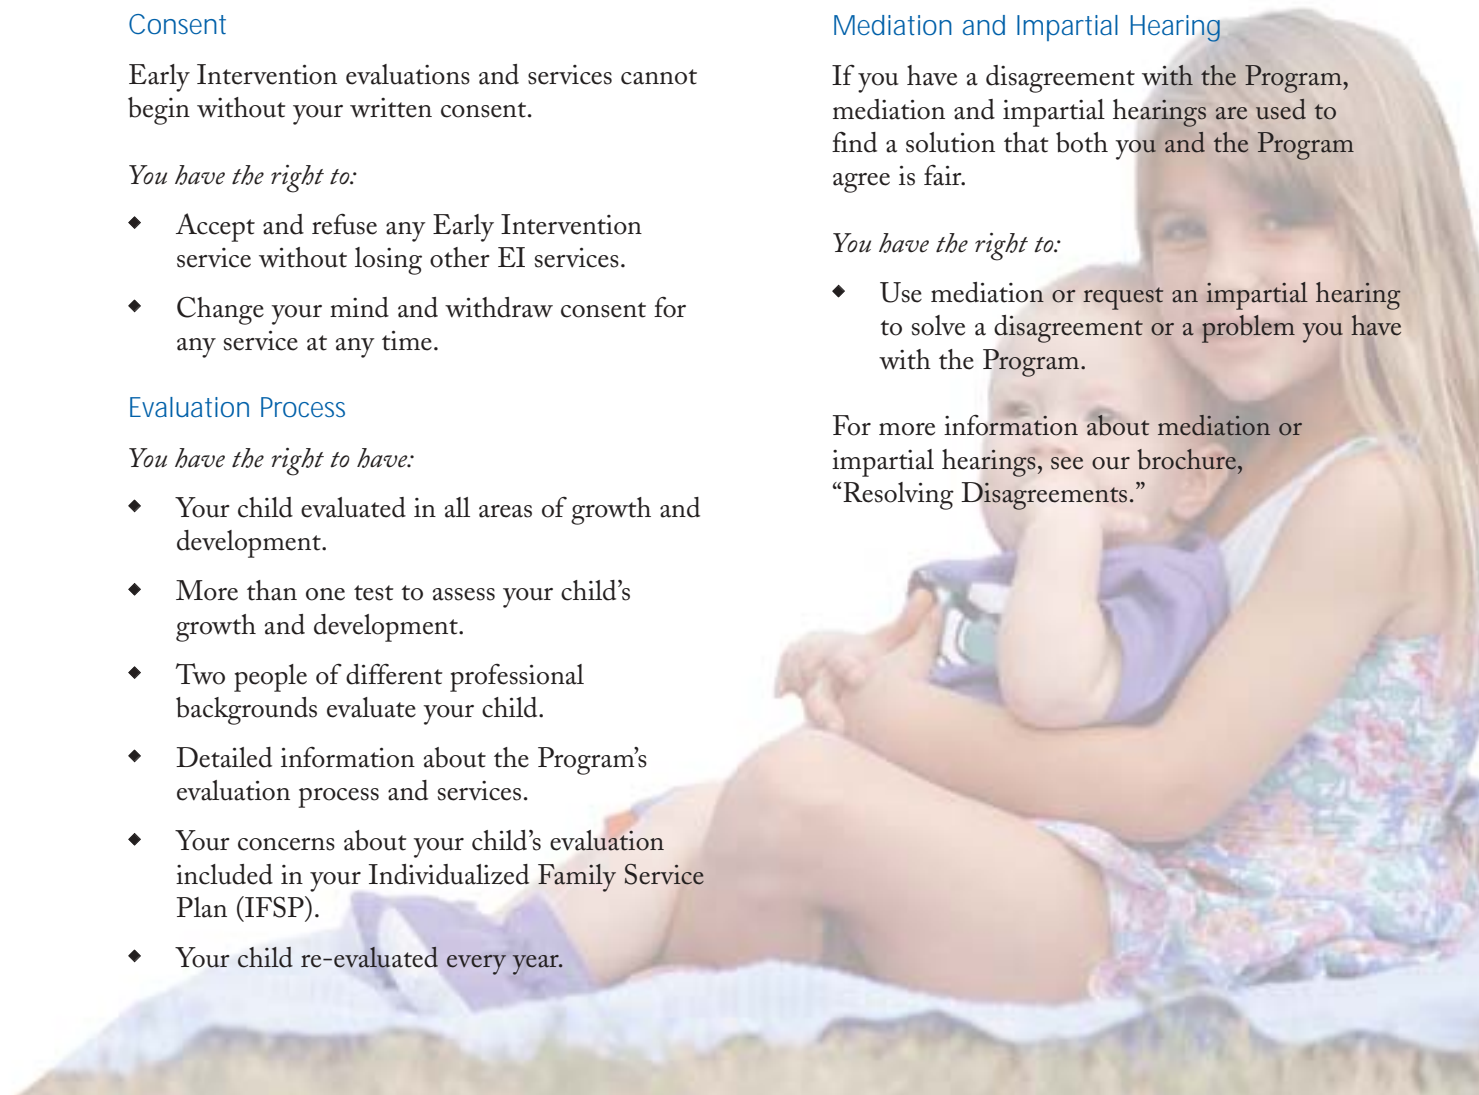 Consent
Early Intervention evaluations and services cannot
begin without your written consent.
You have the right to:
◆ Accept and refuse any Early Intervention
service without losing other EI services.
◆ Change your mind and withdraw consent for
any service at any time.
Evaluation Process
You have the right to have:
◆ Your child evaluated in all areas of growth and
development.
◆ More than one test to assess your child’s
growth and development.
◆ Two people of different professional
backgrounds evaluate your child.
◆ Detailed information about the Program’s
evaluation process and services.
◆ Your concerns about your child’s evaluation
included in your Individualized Family Service
Plan (IFSP).
◆ Your child re-evaluated every year.
Mediation and Impartial Hearing
If you have a disagreement with the Program,
mediation and impartial hearings are used to
find a solution that both you and the Program
agree is fair.
You have the right to:
◆ Use mediation or request an impartial hearing
to solve a disagreement or a problem you have
with the Program.
For more information about mediation or
impartial hearings, see our brochure,
“Resolving Disagreements.”